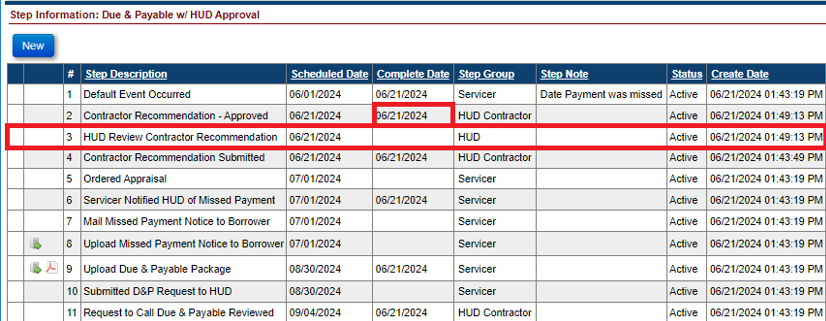 Step Information: Due & Payable w/ HUD Approval
New
# Step Description Scheduled Date Complete Date Step Group Step Note Status Create Date
1 Default Event Occurred 06/01/2024 06/21/2024 Servicer Date Payment was missed Active 06/21/2024 01:43:19 PM
2 Contractor Recommendation - Approved 06/21/2024 06/21/2024 HUD Contractor Active 06/21/2024 01:49:13 PM
3 HUD Review Contractor Recommendation 06/21/2024 HUD Active 06/21/2024 01:49:13 PM
4 Contractor Recommendation Submitted 06/21/2024 06/21/2024 HUD Contractor Active 06/21/2024 01:43:49 PM
5 Ordered Appraisal 07/01/2024 Servicer Active 06/21/2024 01:43:19 PM
6 Servicer Notified HUD of Missed Payment 07/01/2024 06/21/2024 Servicer Active 06/21/2024 01:43:19 PM
7 Mail Missed Payment Notice to Borrower 07/01/2024 Servicer Active 06/21/2024 01:43:19 PM
8 Upload Missed Payment Notice to Borrower 07/01/2024 Servicer Active 06/21/2024 01:43:19 PM
9 Upload Due & Payable Package 08/30/2024 06/21/2024 Servicer Active 06/21/2024 01:43:19 PM
10 Submitted D&P Request to HUD 08/30/2024 Servicer Active 06/21/2024 01:43:19 PM
11 Request to Call Due & Payable Reviewed 09/04/2024 06/21/2024 HUD Contractor Active 06/21/2024 01:43:19 PM